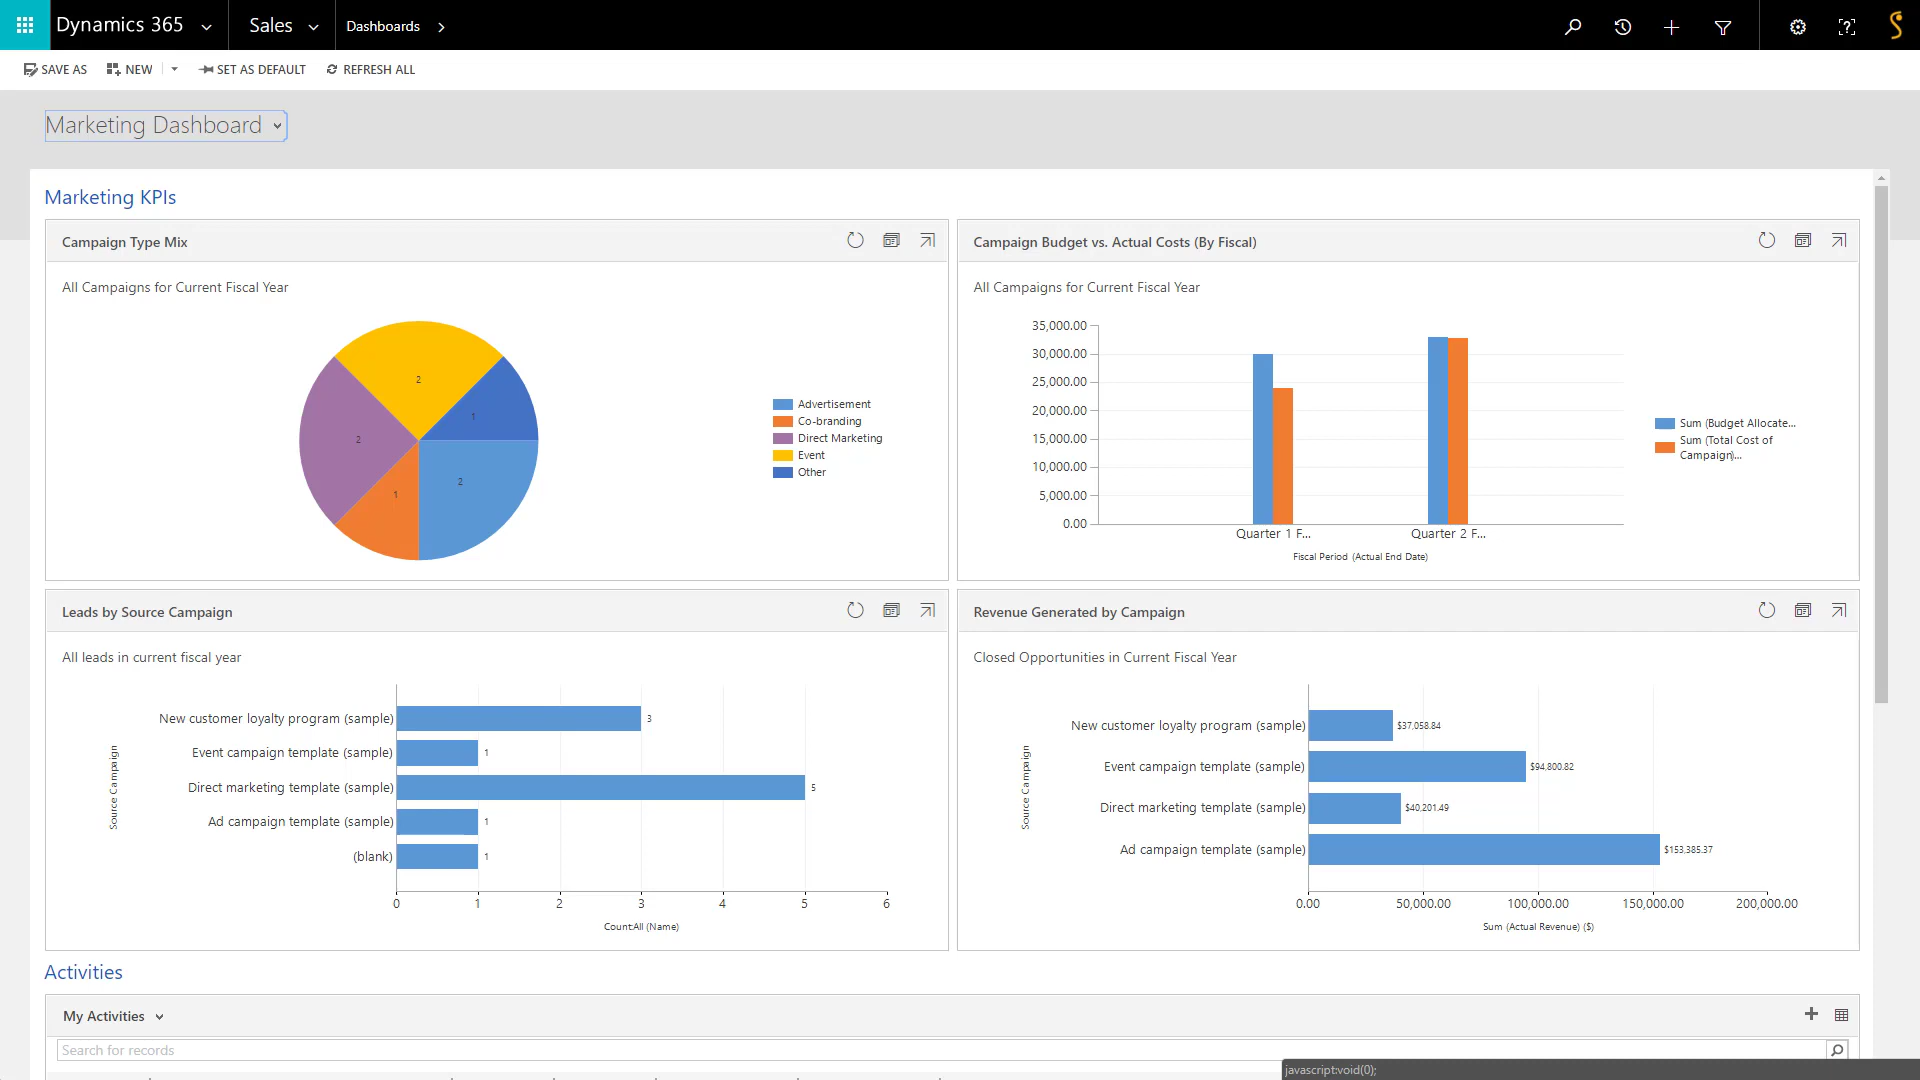 Dynamics 365
Sales
Dashboards
SAVE AS
NEW
SET AS DEFAULT
REFRESH ALL
Marketing Dashboard
Marketing KPIs
Campaign Type Mix
All Campaigns for Current Fiscal Year
2
1
2
1
2
Advertisement
Co-branding
Direct Marketing
Event
Other
Campaign Budget vs. Actual Costs (By Fiscal)
All Campaigns for Current Fiscal Year
35,000.00
30,000.00
25,000.00
20,000.00
15,000.00
10,000.00
5,000.00
0.00
Quarter 1 F...
Quarter 2 F...
Fiscal Period (Actual End Date)
Sum (Budget Allocate...
Sum (Total Cost of
Campaign)...
Leads by Source Campaign
All leads in current fiscal year
Source Campaign
New customer loyalty program (sample)
3
Event campaign template (sample)
1
Direct marketing template (sample)
5
Ad campaign template (sample)
1
(blank)
1
0
1
2
3
4
5
6
Count:All (Name)
Revenue Generated by Campaign
Closed Opportunities in Current Fiscal Year
Source Campaign
New customer loyalty program (sample)
$37,058.84
Event campaign template (sample)
$94,800.82
Direct marketing template (sample)
$40,201.49
Ad campaign template (sample)
$153,385.37
0.00
50,000.00
100,000.00
150,000.00
200,000.00
Sum (Actual Revenue) ($)
Activities
My Activities
Search for records
javascript:void(0);